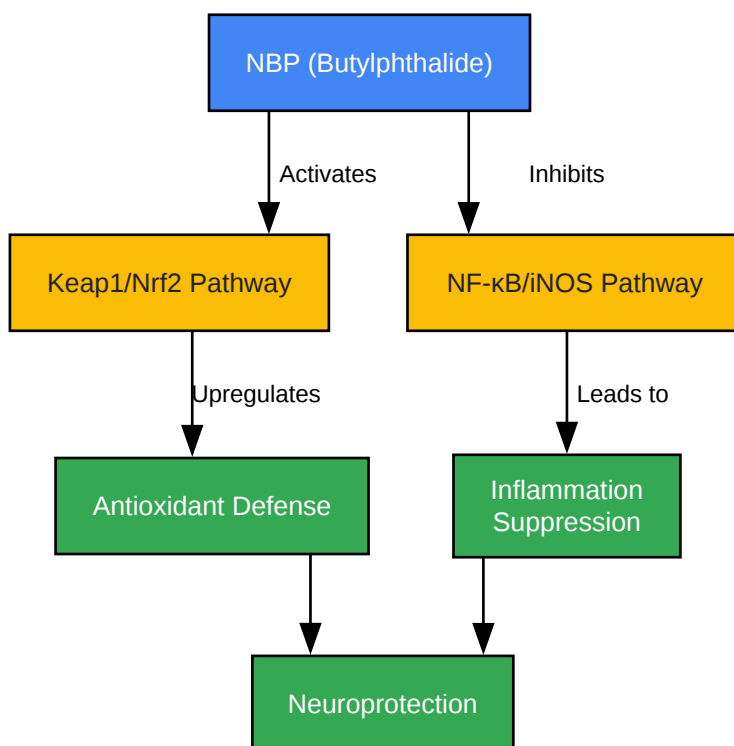 NBP (Butylphthalide)
Activates
Inhibits
Keap1/Nrf2 Pathway
NF-κB/iNOS Pathway
Upregulates
Leads to
Antioxidant Defense
Inflammation
Suppression
Neuroprotection